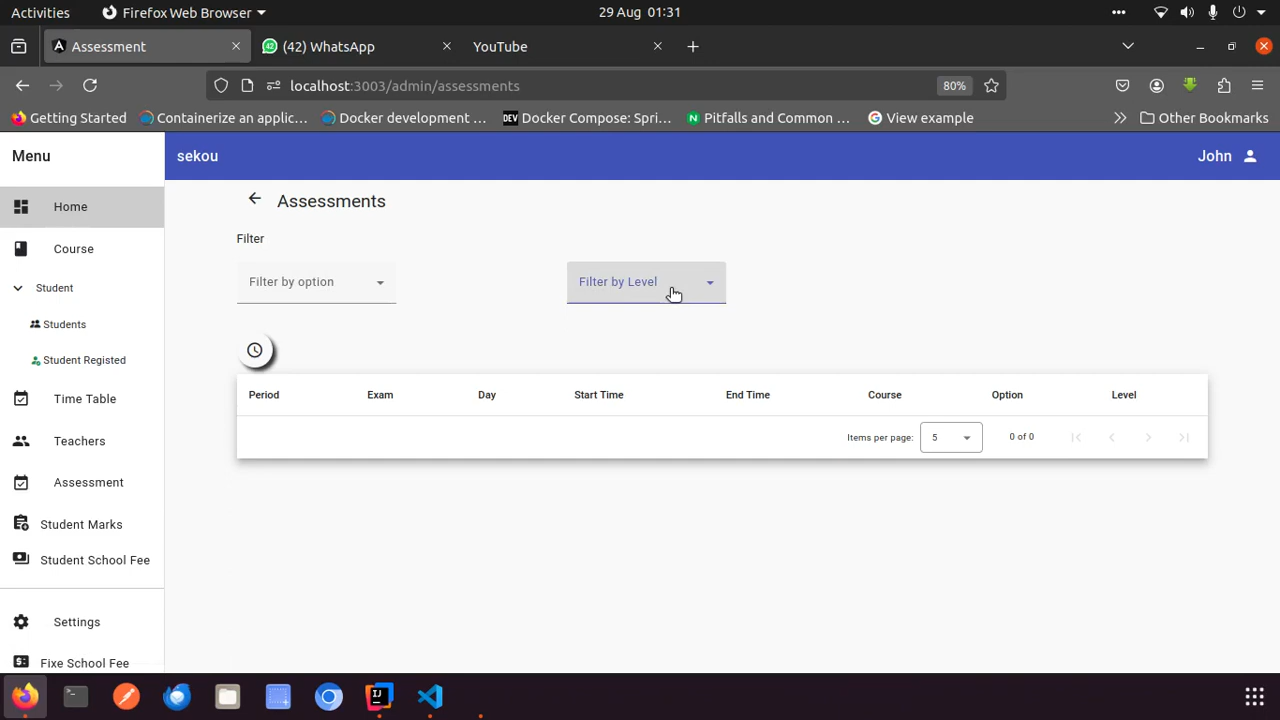 Activities
Firefox Web Browser
29 Aug 01:31
Assessment
(42) WhatsApp
YouTube
localhost:3003/admin/assessments
80%
Getting Started
Containerize an applic...
Docker development ...
DEV
Docker Compose: Spri...
N
Pitfalls and Common ...
View example
Other Bookmarks
Menu
sekou
John
Home
Course
Student
Students
Student Registed
Time Table
Teachers
Assessment
Student Marks
Student School Fee
Settings
Fixe School Fee
Assessments
Filter
Filter by option
Filter by Level
Period Exam Day Start Time End Time Course Option Level
Items per page: 5 0 of 0